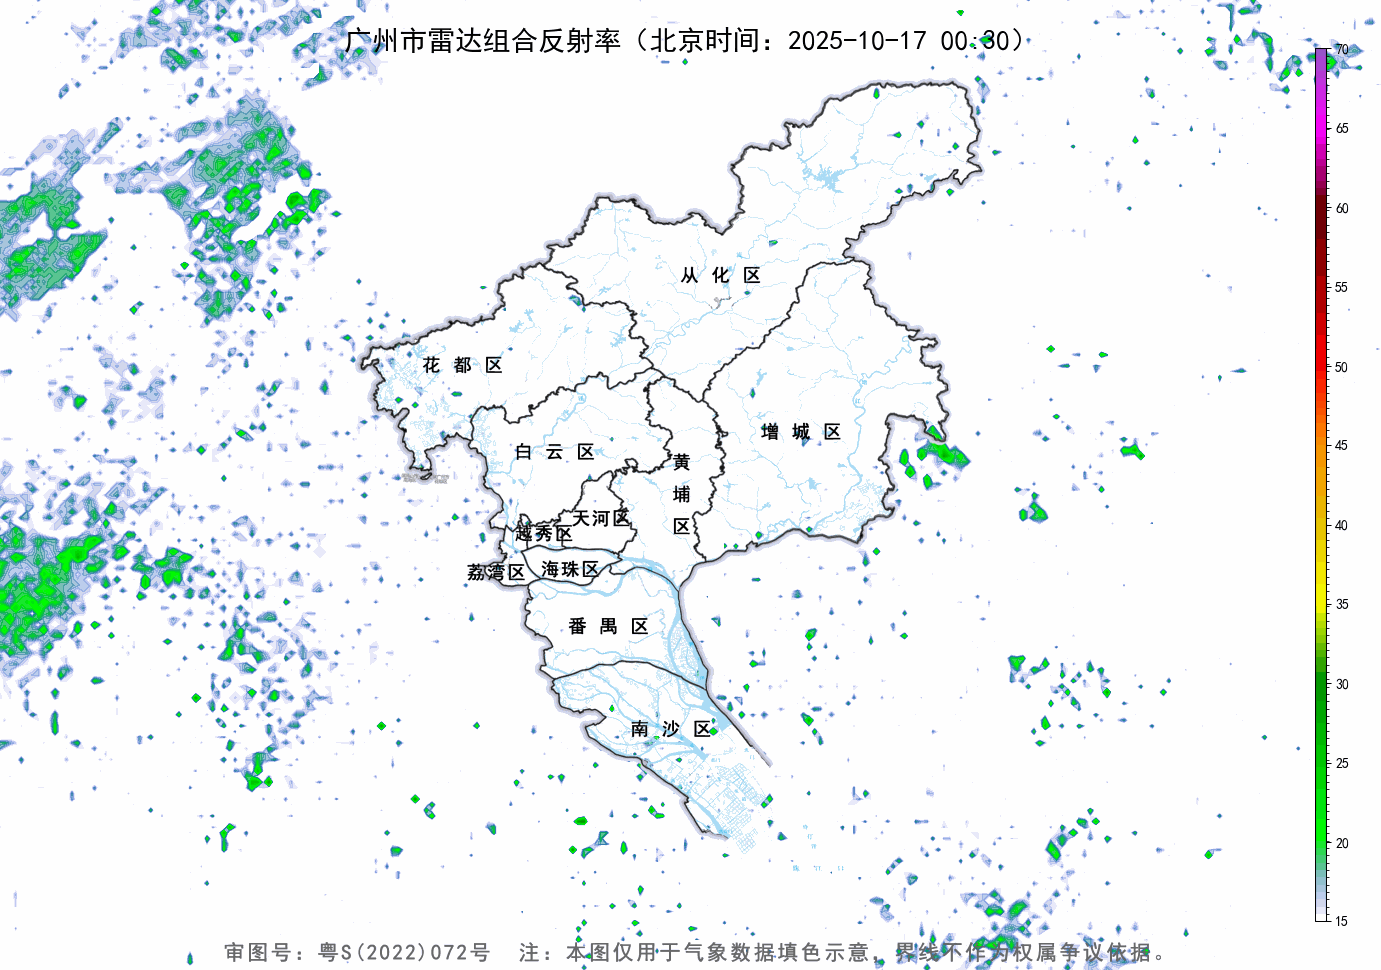 广州市雷达组合反射率（北京时间：2025-10-17 00:30）
70
65
60
55
50
45
40
35
30
25
20
15
从化区
花都区
增城区
白云区
黄埔区
天河区
越秀区
荔湾区
海珠区
番禺区
南沙区
审图号：粤S(2022)072号 注：本图仅用于气象数据填色示意，界线不作为权属争议依据。